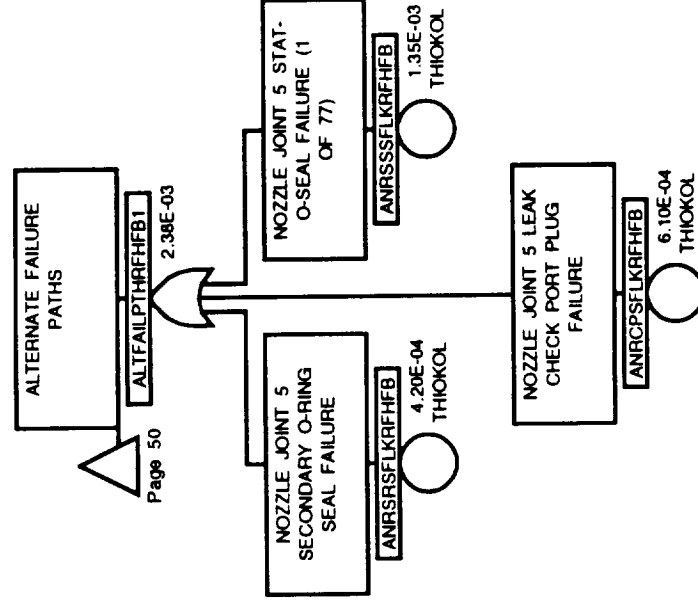 ALTERNATE FAILURE
PATHS
ALTFAILPTHRFHFB1
2.38E-03
Page 50
NOZZLE JOINT 5
SECONDARY O-RING
SEAL FAILURE
ANRSRSFLKRFHFB
4.20E-04
THIOKOL
NOZZLE JOINT 5 LEAK
CHECK PORT PLUG
FAILURE
ANRCPSFLKRFHFB
6.10E-04
THIOKOL
NOZZLE JOINT 5 STAT-
O-SEAL FAILURE (1
OF 77)
ANRSSSFLKRFHFB
1.35E-03
THIOKOL